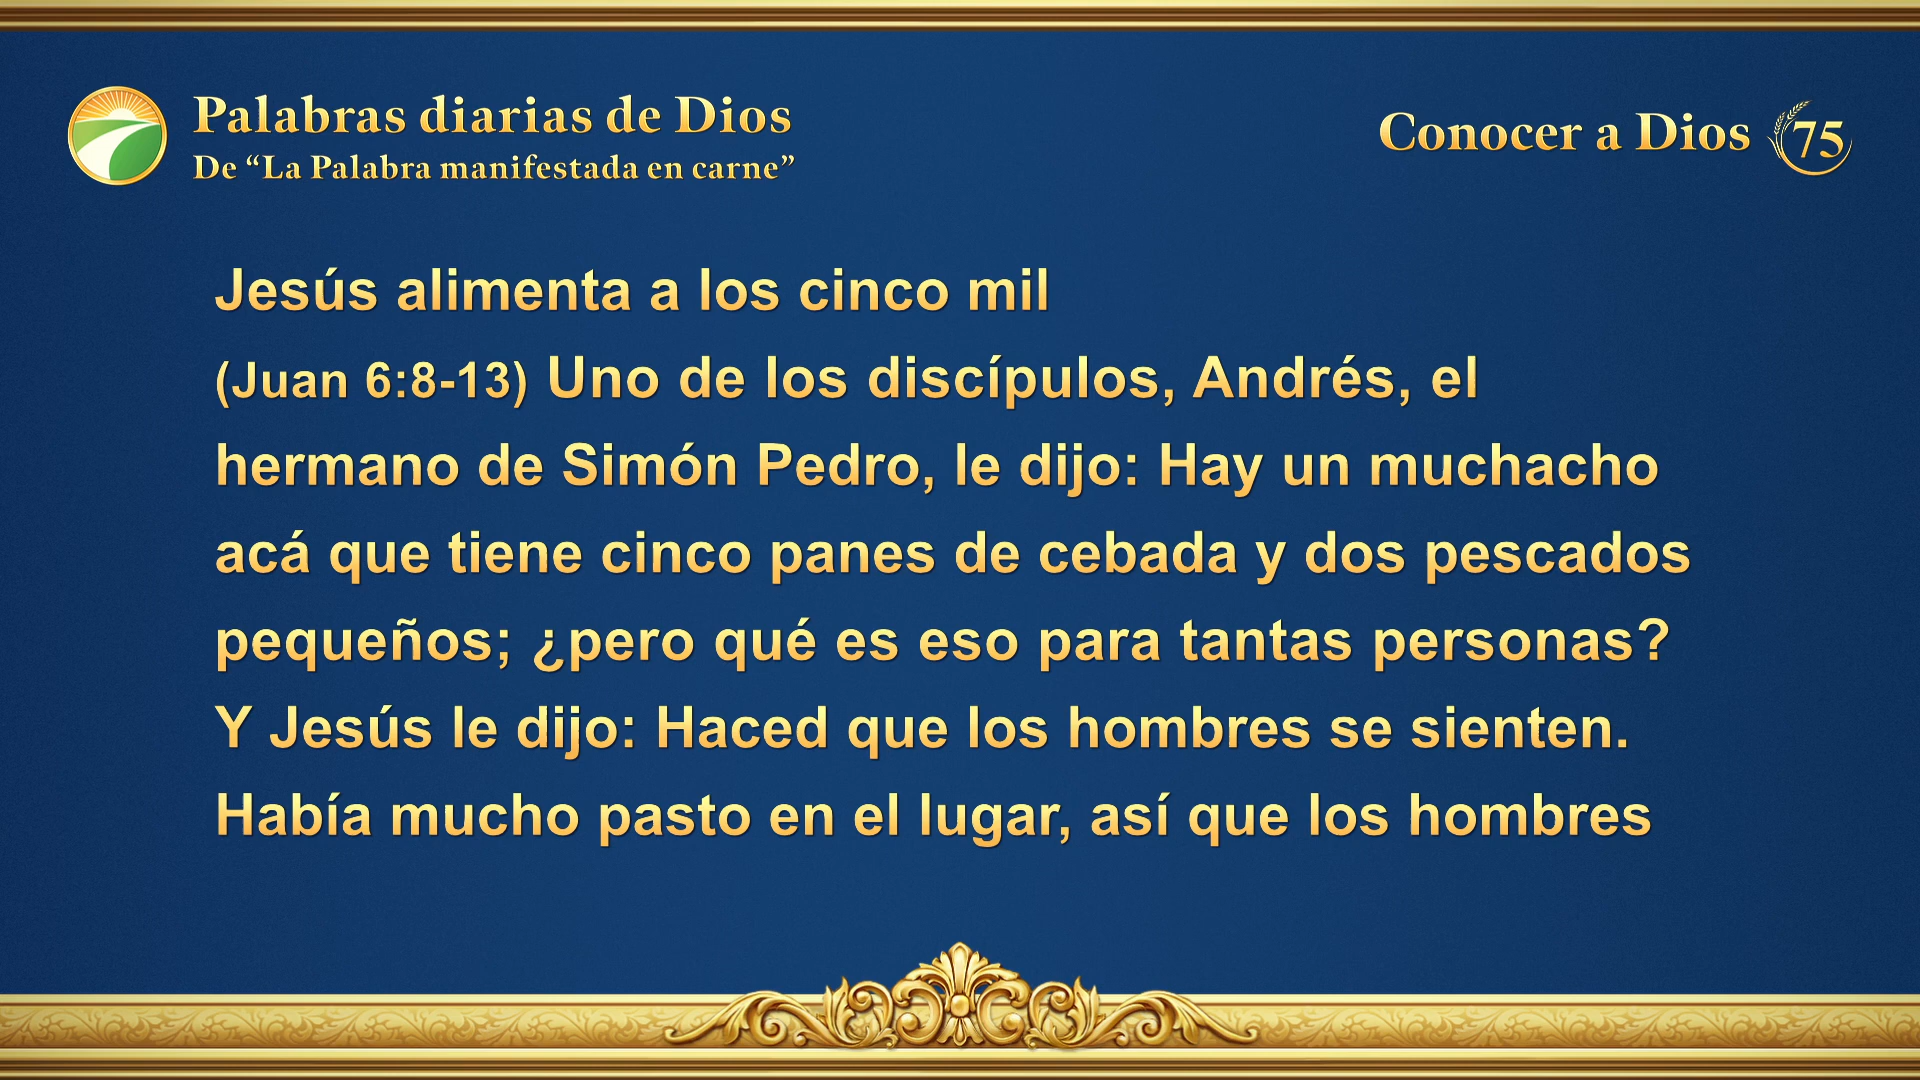 Palabras diarias de Dios
De “La Palabra manifestada en carne”
Conocer a Dios 75
Jesús alimenta a los cinco mil
(Juan 6:8-13) Uno de los discípulos, Andrés, el
hermano de Simón Pedro, le dijo: Hay un muchacho
acá que tiene cinco panes de cebada y dos pescados
pequeños; ¿pero qué es eso para tantas personas?
Y Jesús le dijo: Haced que los hombres se sienten.
Había mucho pasto en el lugar, así que los hombres